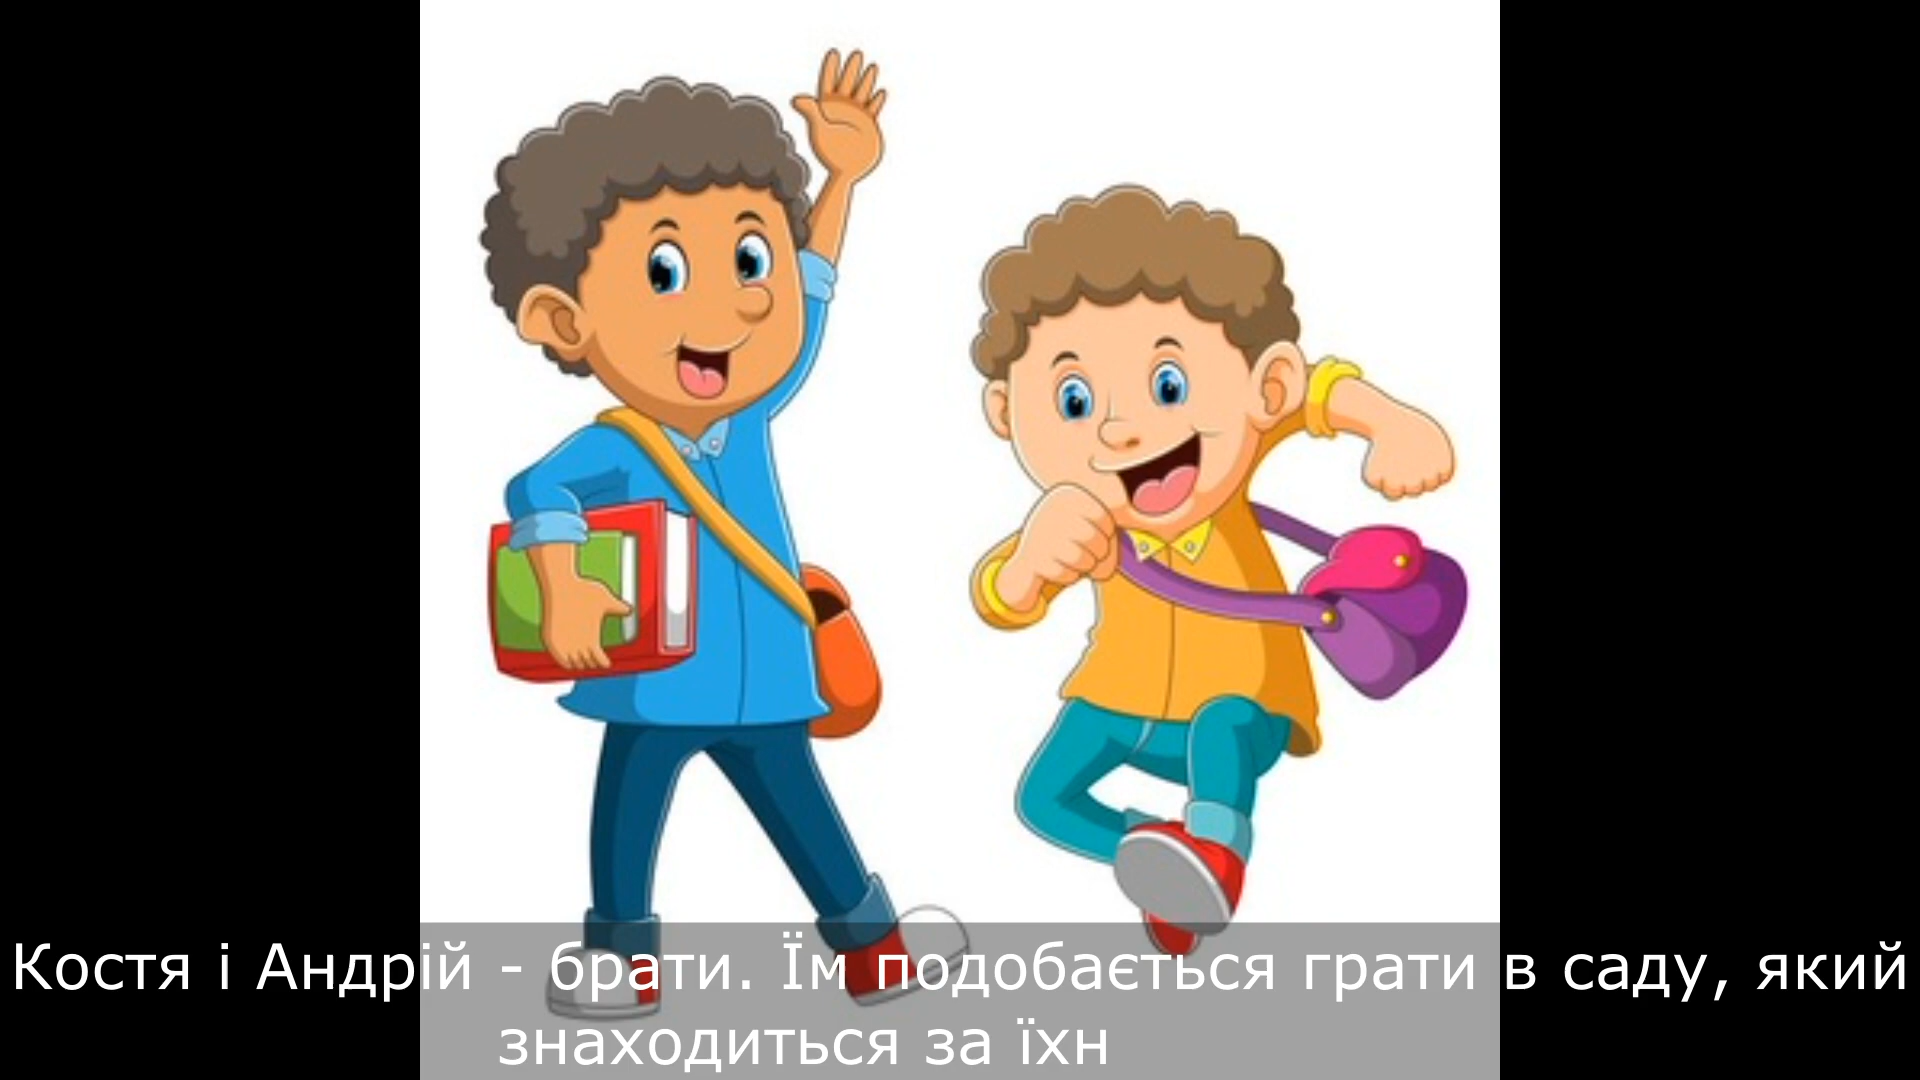 Костя і Андрій - брати. Їм подобається грати в саду, який
знаходиться за їхн